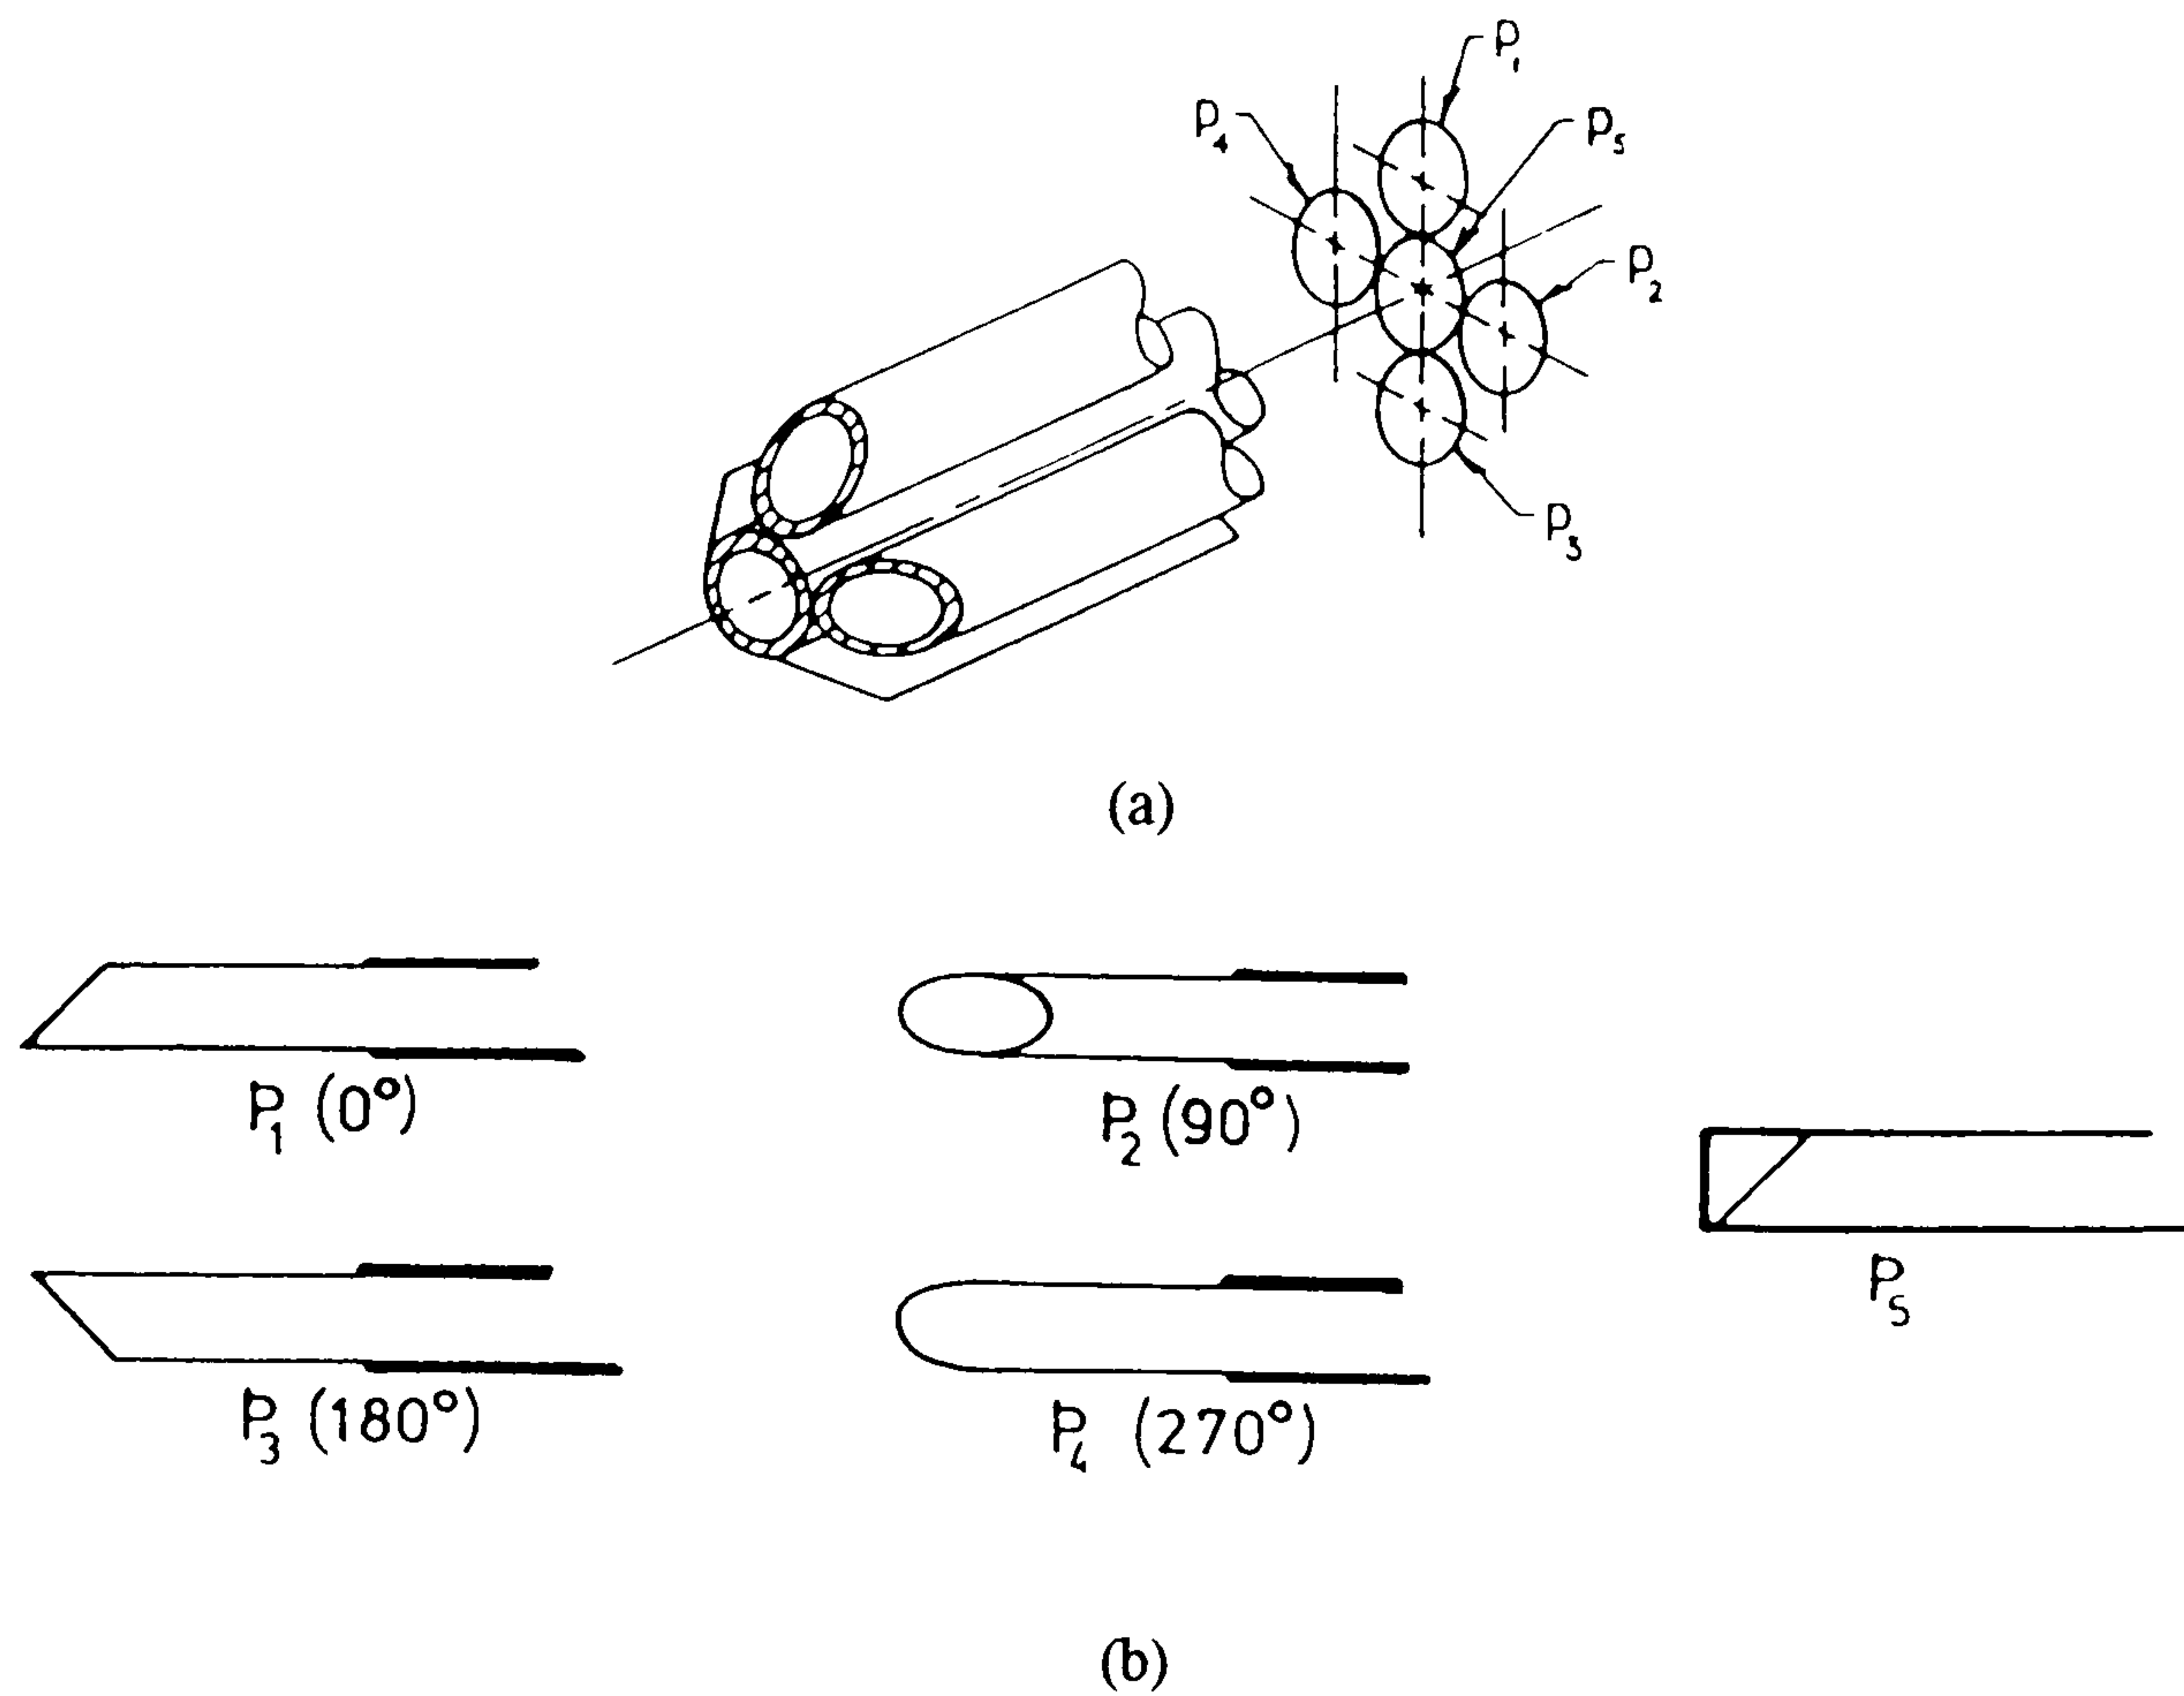 P₁
P₄
P₅
P₂
P₃
(a)
P₁ (0°)
P₂ (90°)
P₅
P₃ (180°)
P₄ (270°)
(b)